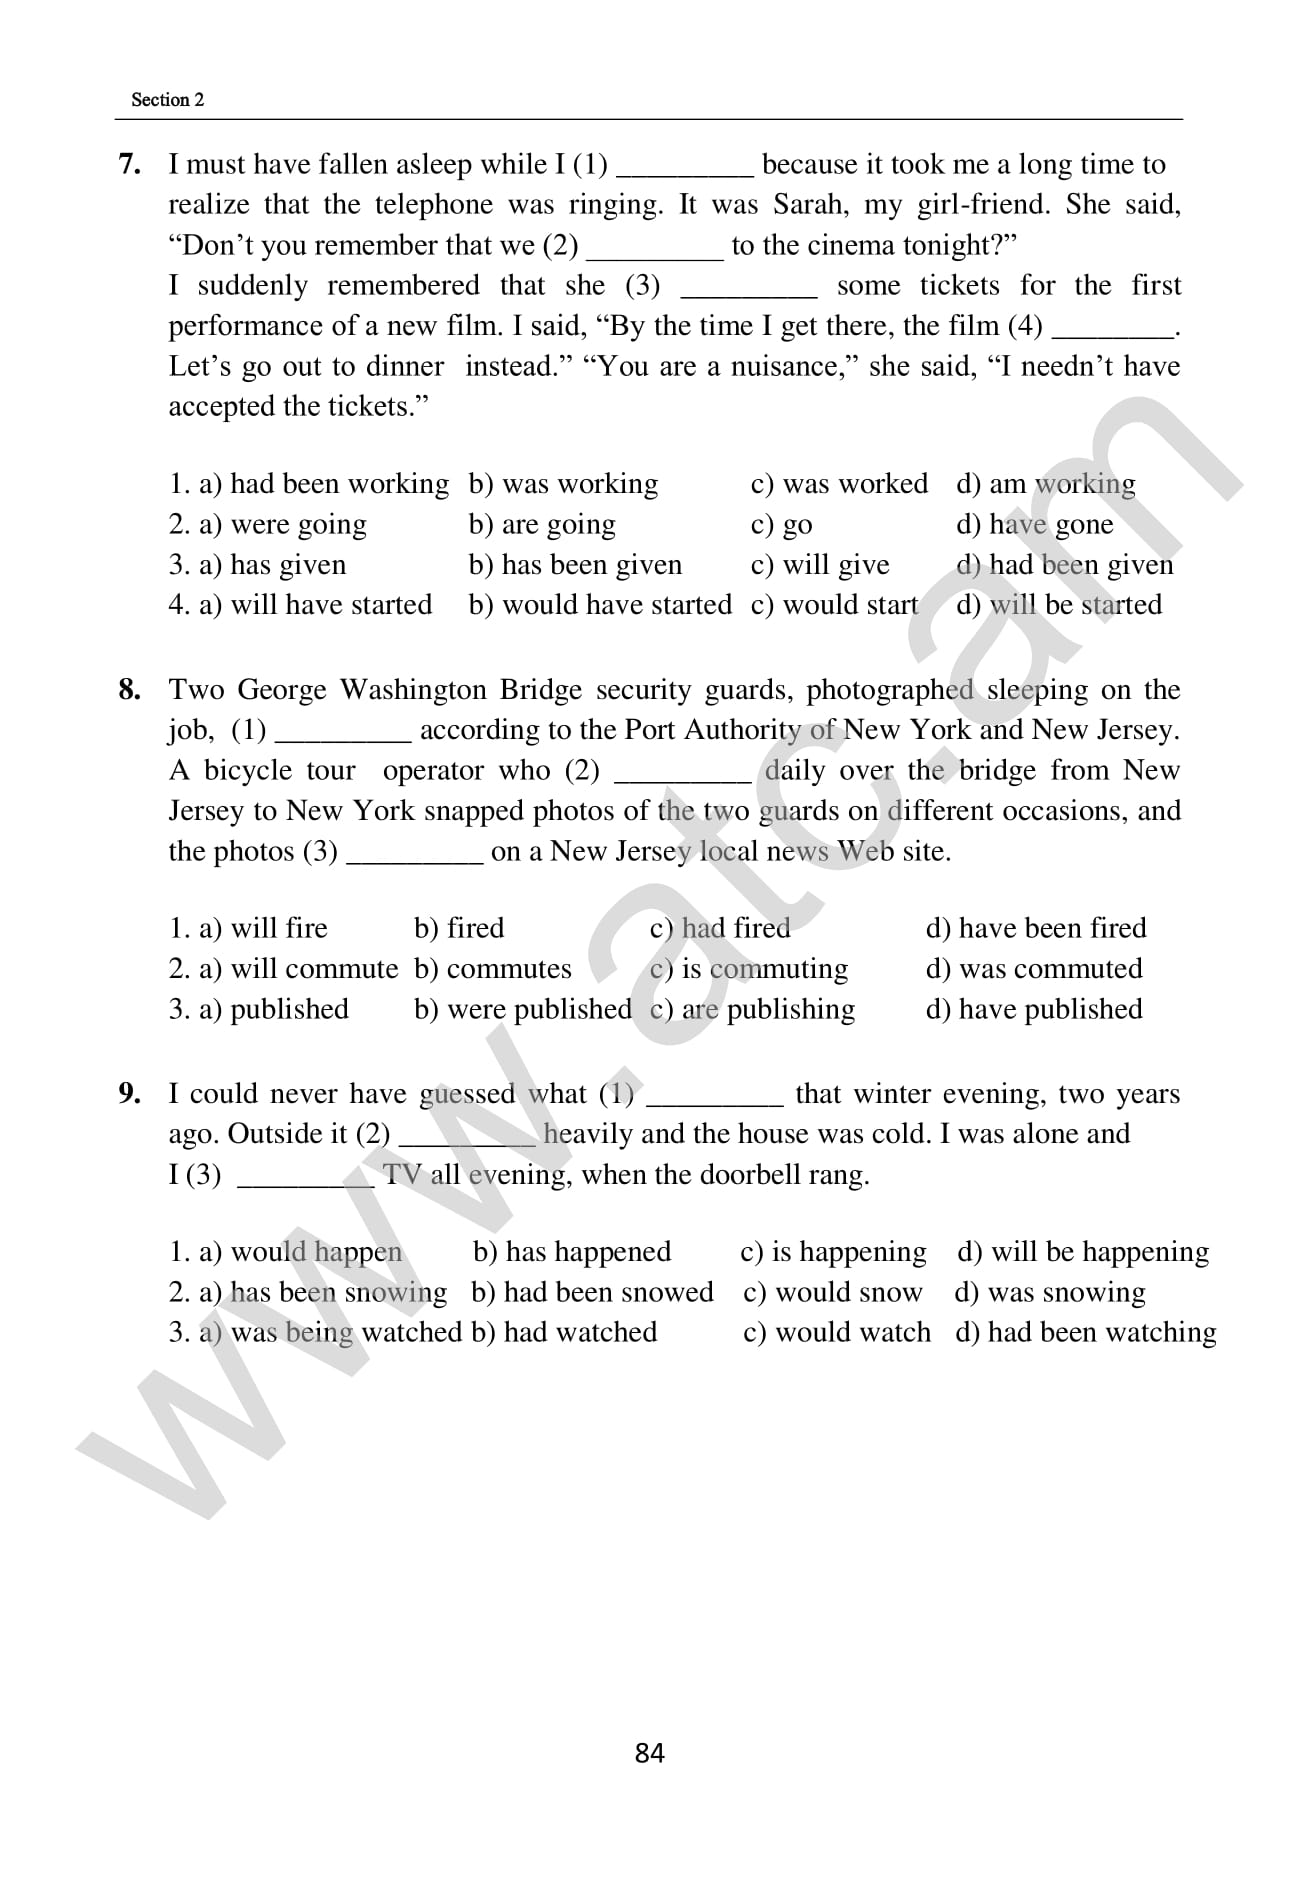 Section 2
7. I must have fallen asleep while I (1) _________ because it took me a long time to
realize that the telephone was ringing. It was Sarah, my girl-friend. She said,
“Don’t you remember that we (2) _________ to the cinema tonight?”
I suddenly remembered that she (3) _________ some tickets for the first
performance of a new film. I said, “By the time I get there, the film (4) ________.
Let’s go out to dinner instead.” “You are a nuisance,” she said, “I needn’t have
accepted the tickets.”
1. a) had been working b) was working c) was worked d) am working
2. a) were going b) are going c) go d) have gone
3. a) has given b) has been given c) will give d) had been given
4. a) will have started b) would have started c) would start d) will be started
8. Two George Washington Bridge security guards, photographed sleeping on the
job, (1) _________ according to the Port Authority of New York and New Jersey.
A bicycle tour operator who (2) _________ daily over the bridge from New
Jersey to New York snapped photos of the two guards on different occasions, and
the photos (3) _________ on a New Jersey local news Web site.
1. a) will fire b) fired c) had fired d) have been fired
2. a) will commute b) commutes c) is commuting d) was commuted
3. a) published b) were published c) are publishing d) have published
9. I could never have guessed what (1) _________ that winter evening, two years
ago. Outside it (2) _________ heavily and the house was cold. I was alone and
I (3) _________ TV all evening, when the doorbell rang.
1. a) would happen b) has happened c) is happening d) will be happening
2. a) has been snowing b) had been snowed c) would snow d) was snowing
3. a) was being watched b) had watched c) would watch d) had been watching
84
www.atc.am